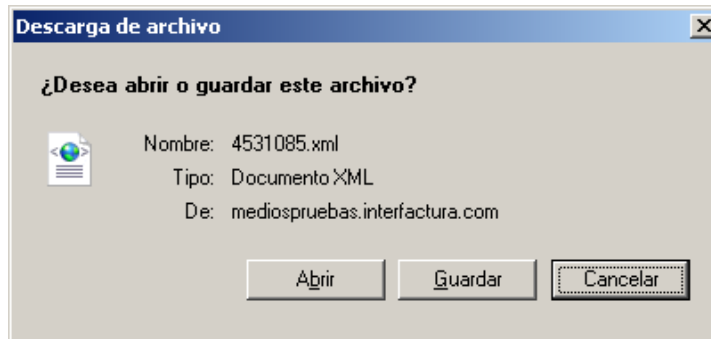 Descarga de archivo
¿Desea abrir o guardar este archivo?
Nombre: 4531085.xml
Tipo: Documento XML
De: mediospruebas.interfactura.com
Abrir Guardar Cancelar